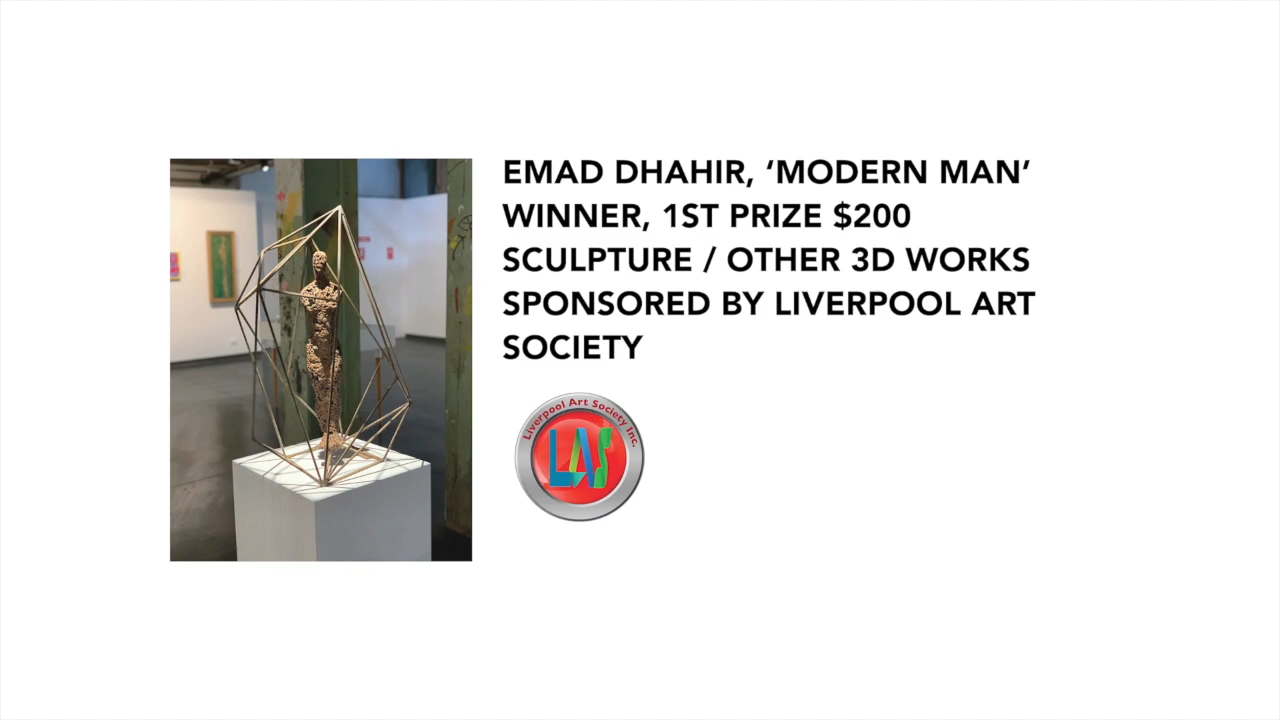 EMAD DHAHIR, ‘MODERN MAN’
WINNER, 1ST PRIZE $200
SCULPTURE / OTHER 3D WORKS
SPONSORED BY LIVERPOOL ART
SOCIETY
Liverpool Art Society Inc.
LAS